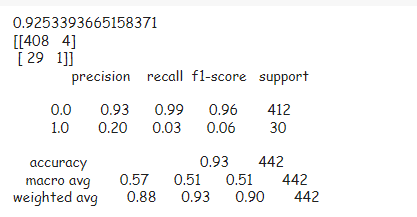 0.9253393665158371
[[408 4]
[ 29 1]]
precision recall f1-score support
0.0 0.93 0.99 0.96 412
1.0 0.20 0.03 0.06 30
accuracy 0.93 442
macro avg 0.57 0.51 0.51 442
weighted avg 0.88 0.93 0.90 442